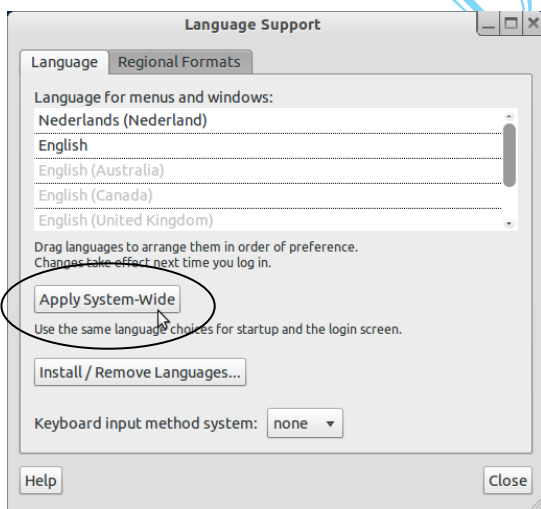 Language Support
Language
Regional Formats
Language for menus and windows:
Nederlands (Nederland)
English
English (Australia)
English (Canada)
English (United Kingdom)
Drag languages to arrange them in order of preference.
Changes take effect next time you log in.
Apply System-Wide
Use the same language choices for startup and the login screen.
Install / Remove Languages...
Keyboard input method system: none
Help
Close